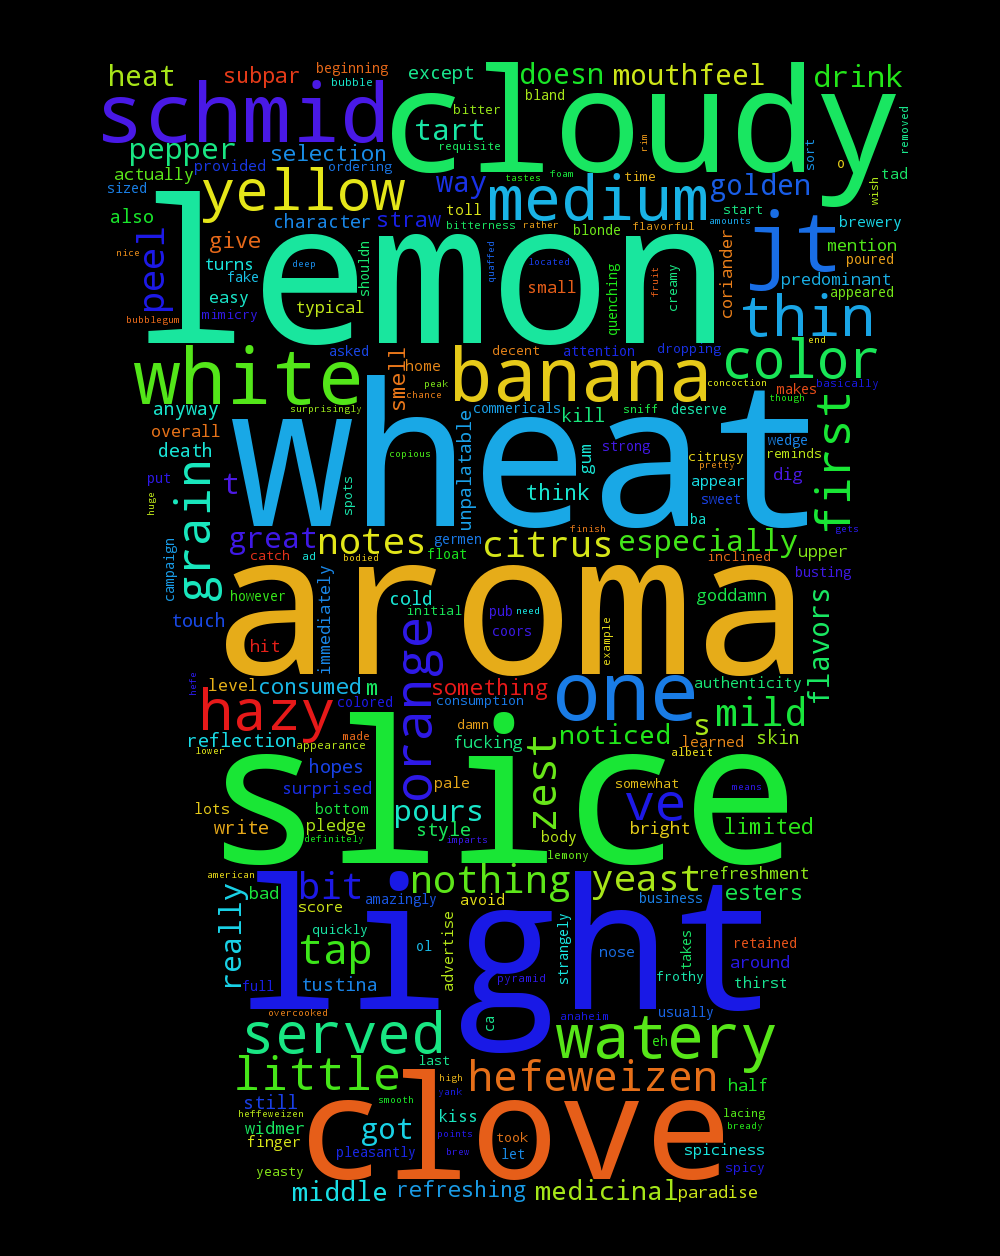 heat subpar beginning except doesn mouthfeel drink
bubble
schmid cloudy
bland
bitter
tart
requisite
rim
removed
pepper selection sort o
actually provided ordering tastes foam time tad
sized yellow way medium golden wish
also character straw toll start brewery
bitterness rather blonde flavorful amounts
peel give jt mention
nice turns lemon quaffed deep located poured
fake shouldn fruit creamy coriander predominant
easy typical small appeared
bubblegum mimicry quenching thin
asked smell decent attention dropping end
white home banana color
peak chance concoction makes basically
anyway surprisingly commericals kill sniff deserve though
overall wheat strong wedge first
death copious unpalatable gum citrusy reminds
pretty
put t spots think appear dig
huge grain sweet
ba gets
great notes germen citrus finish especially upper
catch ad bodied float inclined busting
campaign however aroma cold goddamn
touch immediately initial pub need flavors
hit coors example
hefe level consumed m orange something one authenticity
colored consumption
hazy made damn s mild
reflection appearance fucking noticed learned skin
lower albeit
hopes slice zest
surprised pale somewhat ve means
lots bottom pours
write pledge style body bright limited
definitely imparts lemony
american bit nothing yeast refreshment
bad amazingly avoid business esters
really score light
quickly ol advertise strangely nose takes retained
tap around
full tustina pyramid frothy thirst
overcooked ca anaheim usually
served watery
eh
last
little high hefeweizen half
still smooth yank
heffeweizen kiss lacing
widmer got clove points took bready
finger pleasantly brew let spiciness
yeasty spicy
middle refreshing medicinal paradise